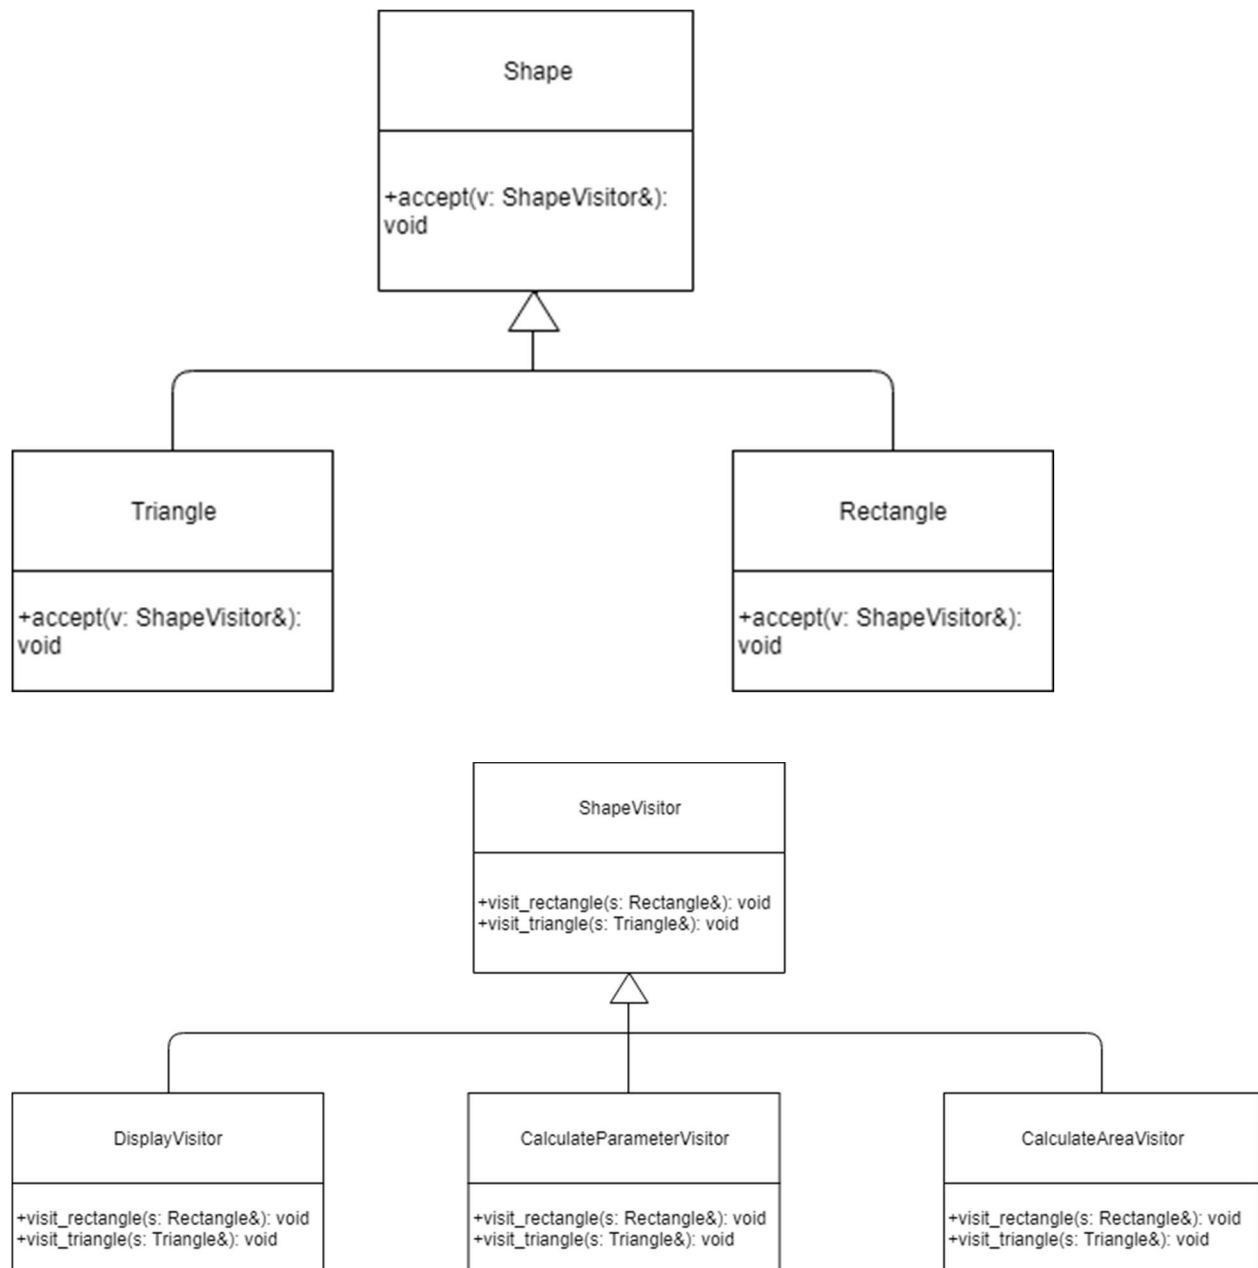 Shape
+accept(v: ShapeVisitor&):
void
Triangle
+accept(v: ShapeVisitor&):
void
Rectangle
+accept(v: ShapeVisitor&):
void
ShapeVisitor
+visit_rectangle(s: Rectangle&): void
+visit_triangle(s: Triangle&): void
DisplayVisitor
+visit_rectangle(s: Rectangle&): void
+visit_triangle(s: Triangle&): void
CalculateParameterVisitor
+visit_rectangle(s: Rectangle&): void
+visit_triangle(s: Triangle&): void
CalculateAreaVisitor
+visit_rectangle(s: Rectangle&): void
+visit_triangle(s: Triangle&): void